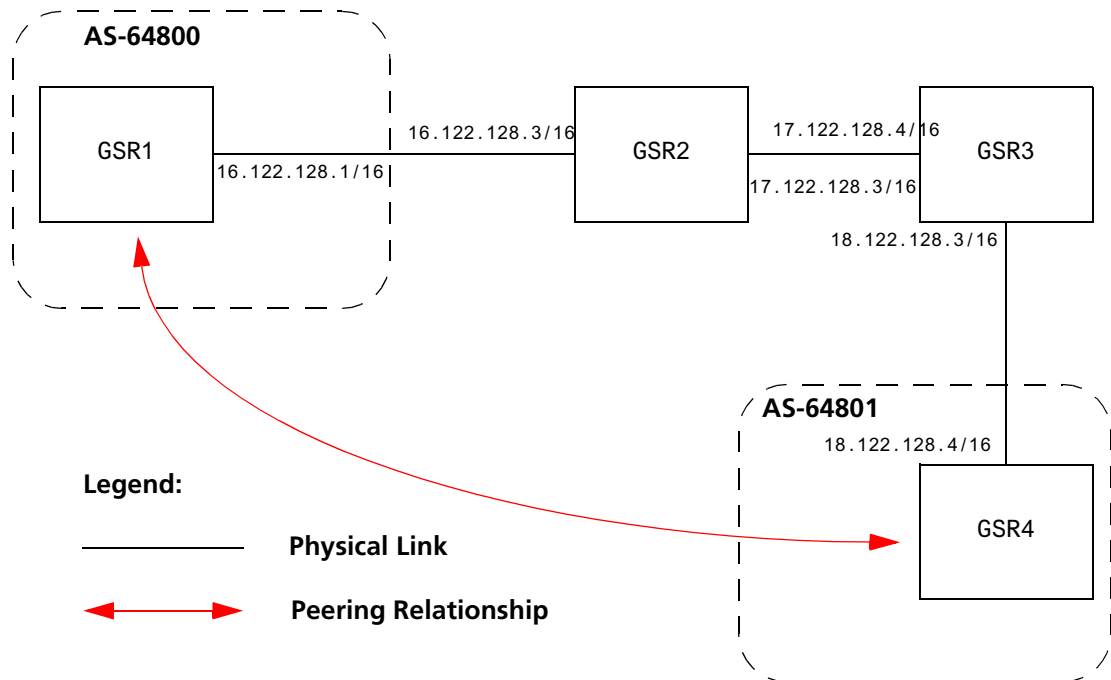 AS-64800
GSR1
16.122.128.1/16
16.122.128.3/16
GSR2
17.122.128.4/16
17.122.128.3/16
GSR3
18.122.128.3/16
AS-64801
18.122.128.4/16
GSR4
Legend:
Physical Link
Peering Relationship